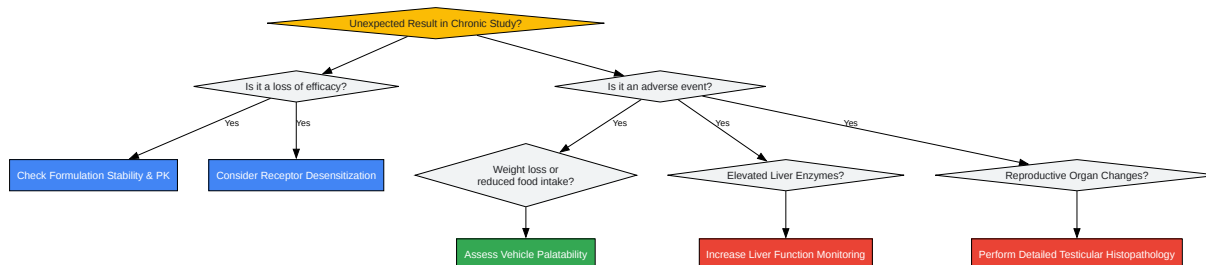 Unexpected Result in Chronic Study?
Is it a loss of efficacy?
Is it an adverse event?
Yes
Yes
Yes
Yes
Yes
Check Formulation Stability & PK
Consider Receptor Desensitization
Weight loss or
reduced food intake?
Elevated Liver Enzymes?
Reproductive Organ Changes?
Assess Vehicle Palatability
Increase Liver Function Monitoring
Perform Detailed Testicular Histopathology